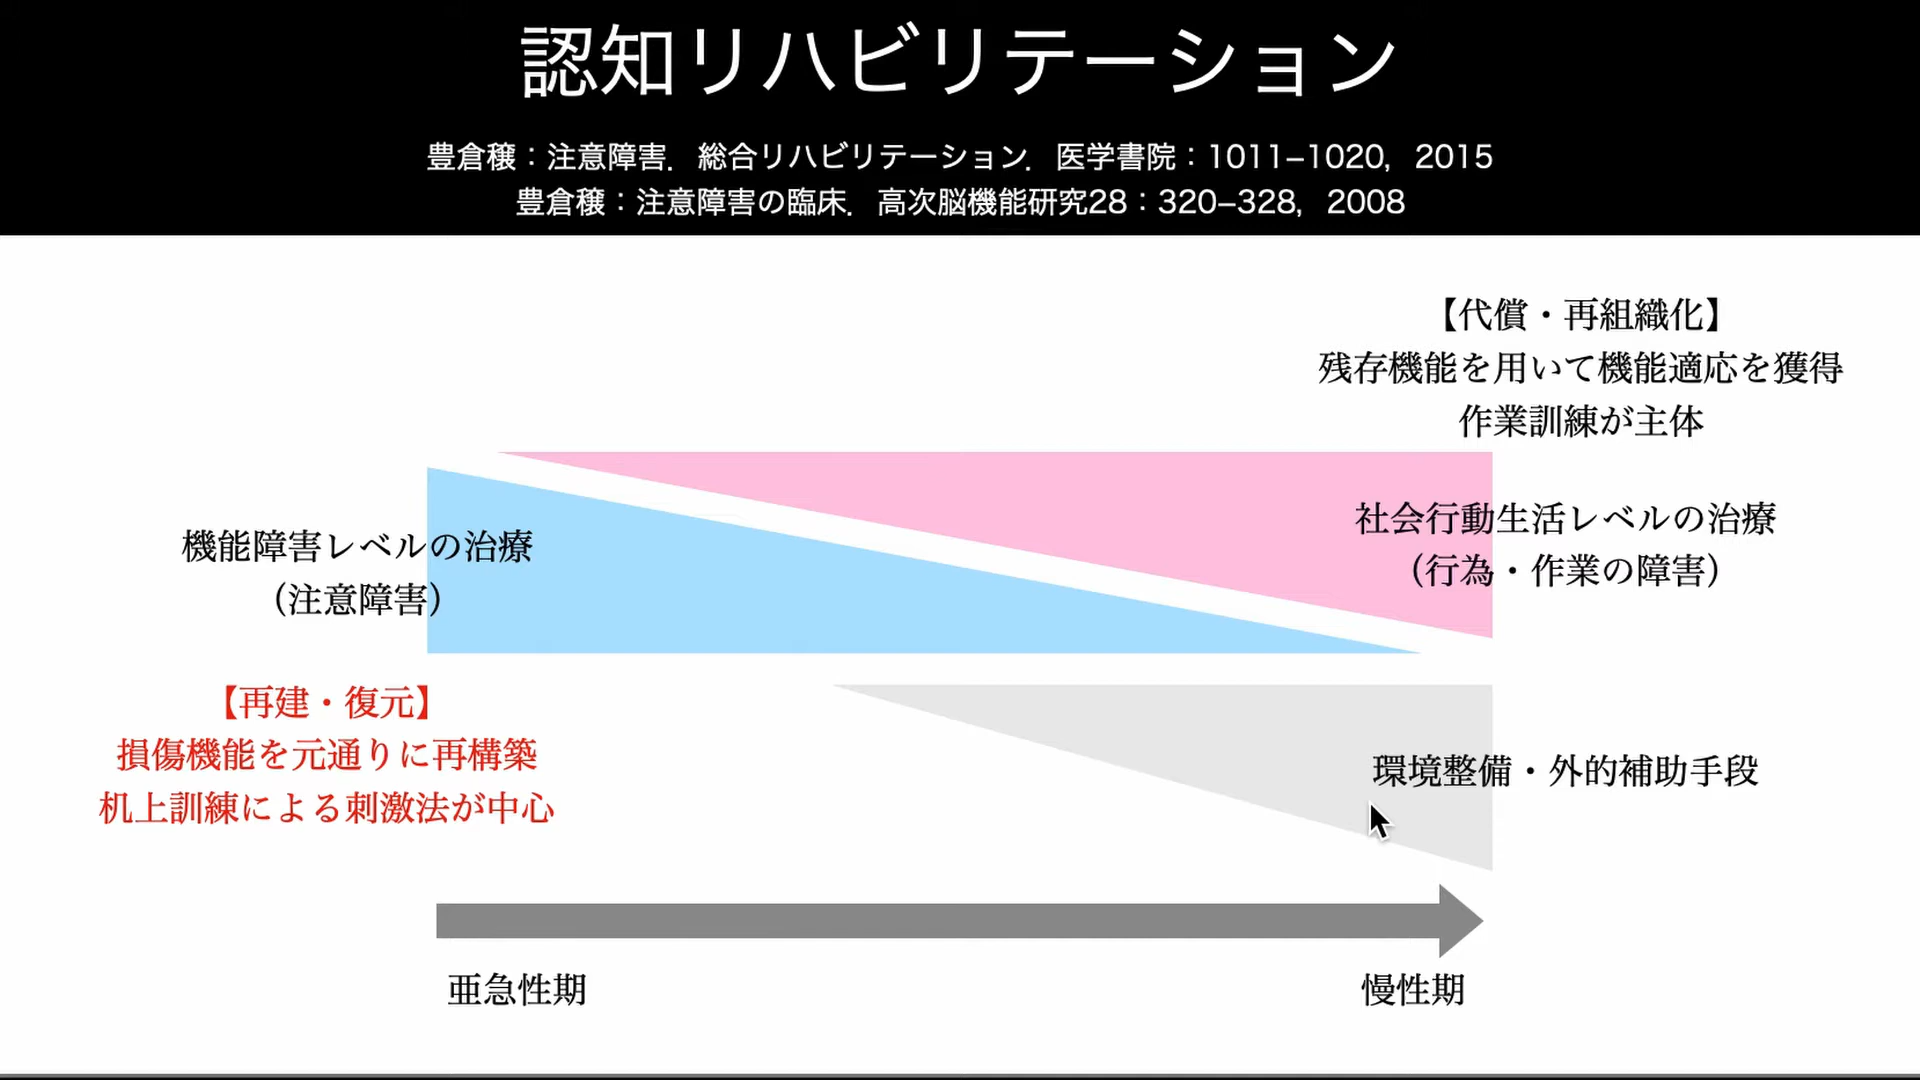 認知リハビリテーション
豊倉穣：注意障害．総合リハビリテーション．医学書院：1011–1020，2015
豊倉穣：注意障害の臨床．高次脳機能研究28：320–328，2008
【代償・再組織化】
残存機能を用いて機能適応を獲得
作業訓練が主体
社会行動生活レベルの治療
（行為・作業の障害）
機能障害レベルの治療
（注意障害）
【再建・復元】
損傷機能を元通りに再構築
机上訓練による刺激法が中心
環境整備・外的補助手段
亜急性期
慢性期